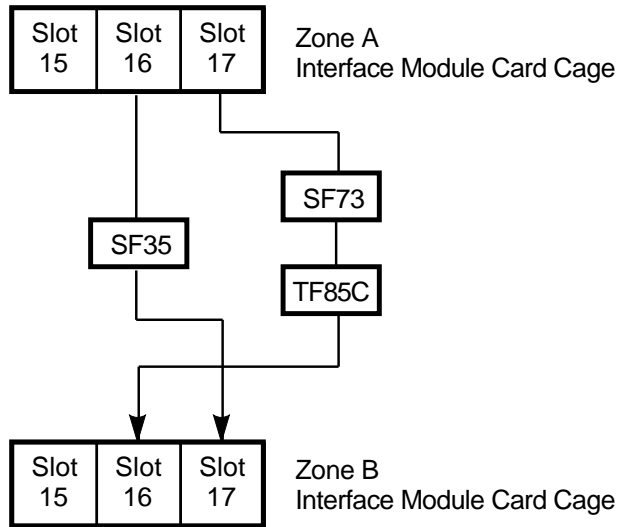 Slot 15
Slot 16
Slot 17
Zone A
Interface Module Card Cage
SF73
SF35
TF85C
Slot 15
Slot 16
Slot 17
Zone B
Interface Module Card Cage